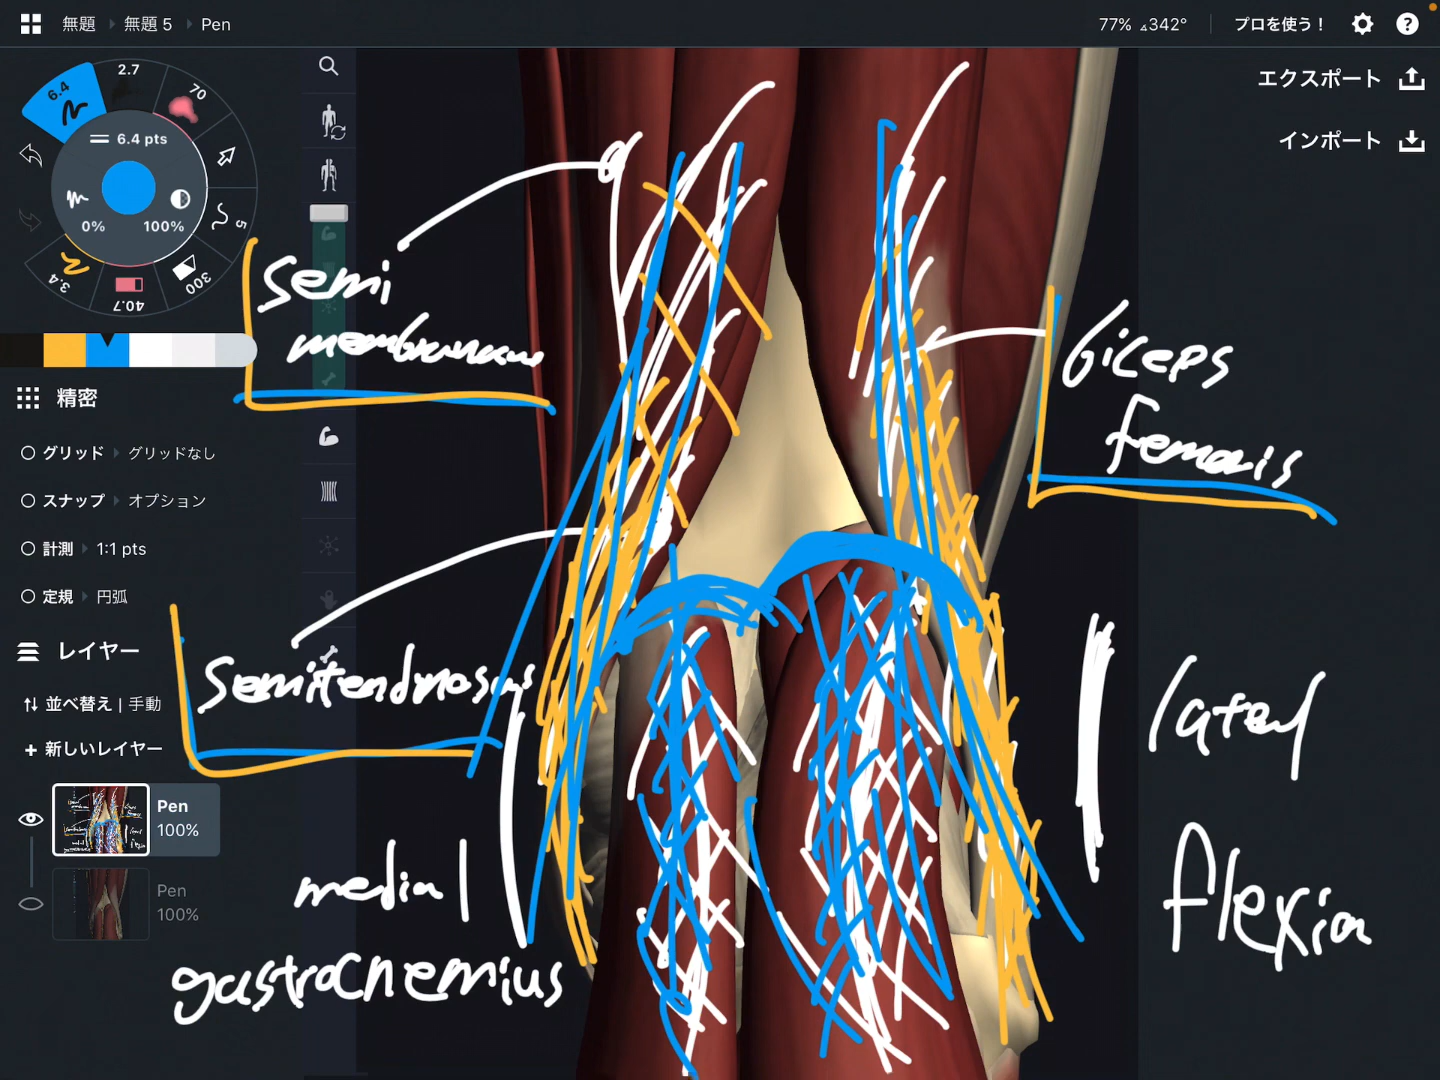 無題 無題 5 Pen
77% ⦟342°
プロを使う！
エクスポート
インポート
6.4
2.7
70
5
300
40.7
3.4
6.4 pts
0%
100%
精密
グリッド グリッドなし
スナップ オプション
計測 1:1 pts
定規 円弧
レイヤー
並べ替え | 手動
+ 新しいレイヤー
Pen
100%
Pen
100%
semi
biceps
femoris
semitendinosus
medial
gastrocnemius